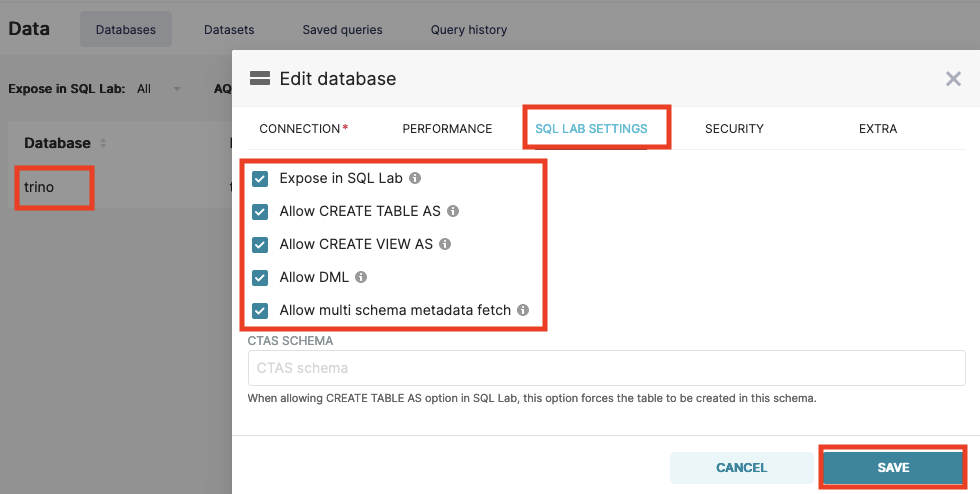 Data
Databases
Datasets
Saved queries
Query history
Expose in SQL Lab: All
AQ
Database
trino
Edit database
CONNECTION*
PERFORMANCE
SQL LAB SETTINGS
SECURITY
EXTRA
Expose in SQL Lab
Allow CREATE TABLE AS
Allow CREATE VIEW AS
Allow DML
Allow multi schema metadata fetch
CTAS SCHEMA
CTAS schema
When allowing CREATE TABLE AS option in SQL Lab, this option forces the table to be created in this schema.
CANCEL
SAVE